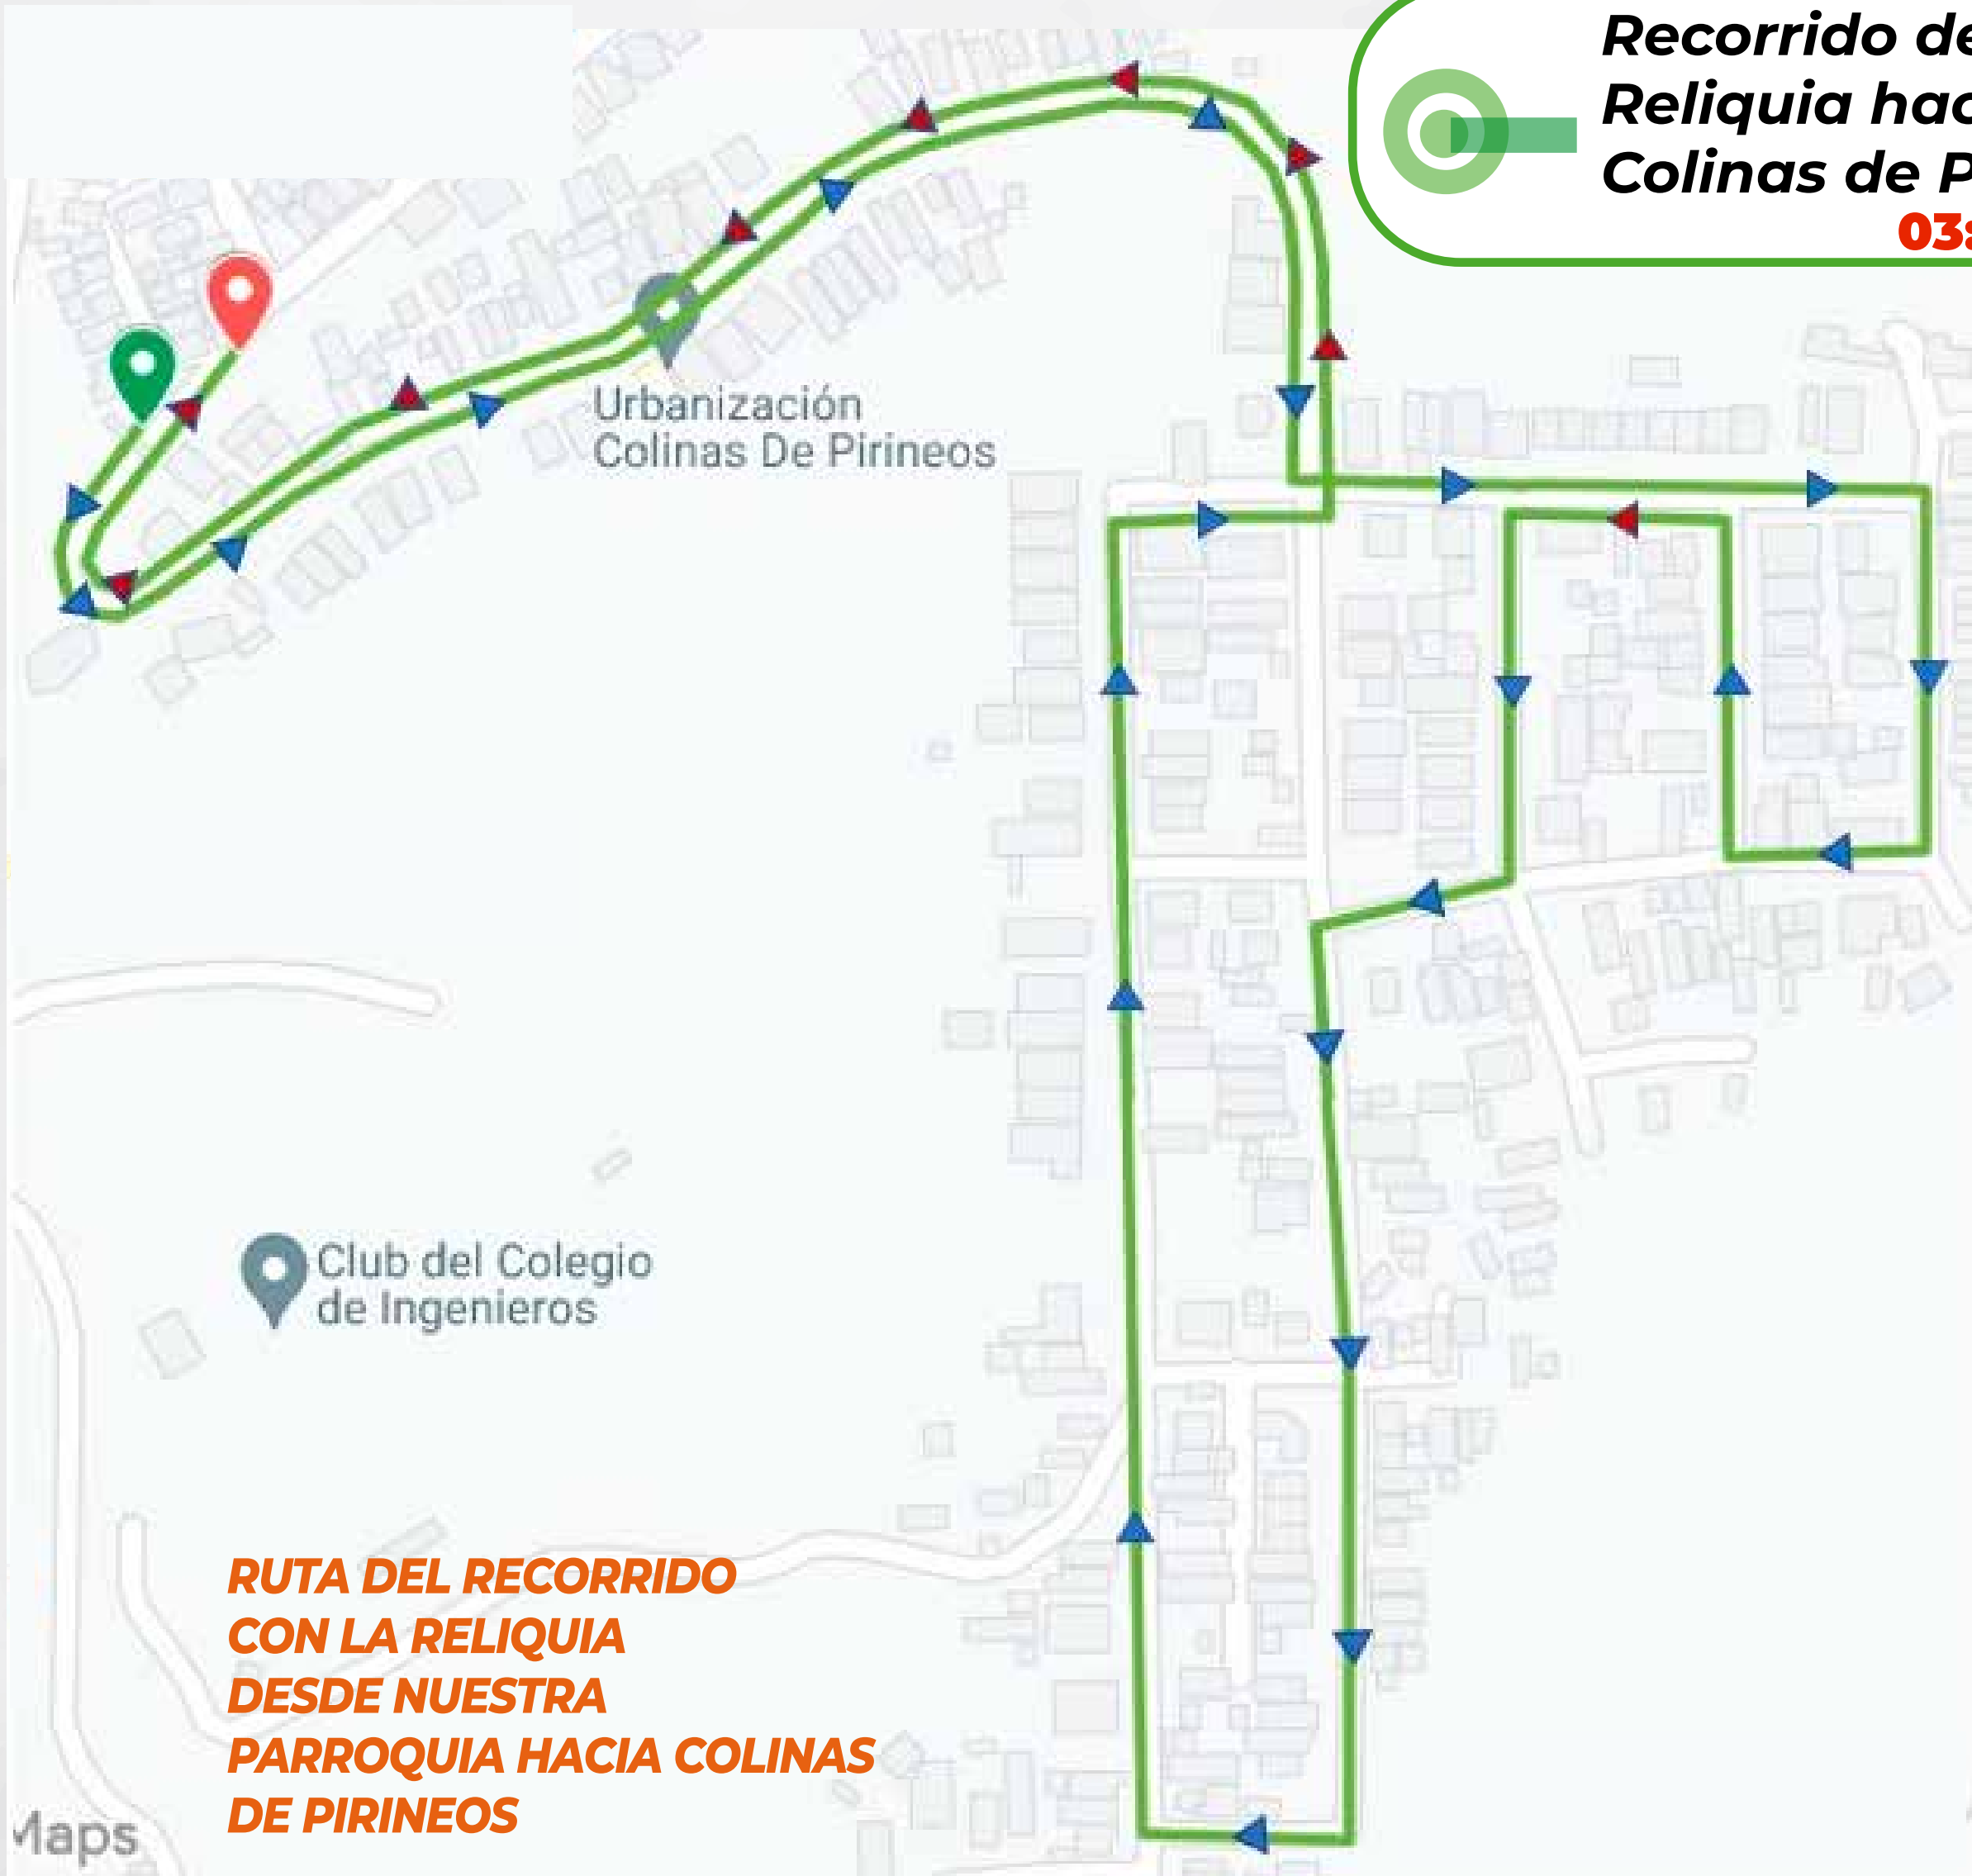 Recorrido de
Reliquia hac
Colinas de P
03:
Urbanización
Colinas De Pirineos
Club del Colegio
de Ingenieros
RUTA DEL RECORRIDO
CON LA RELIQUIA
DESDE NUESTRA
PARROQUIA HACIA COLINAS
DE PIRINEOS
Maps